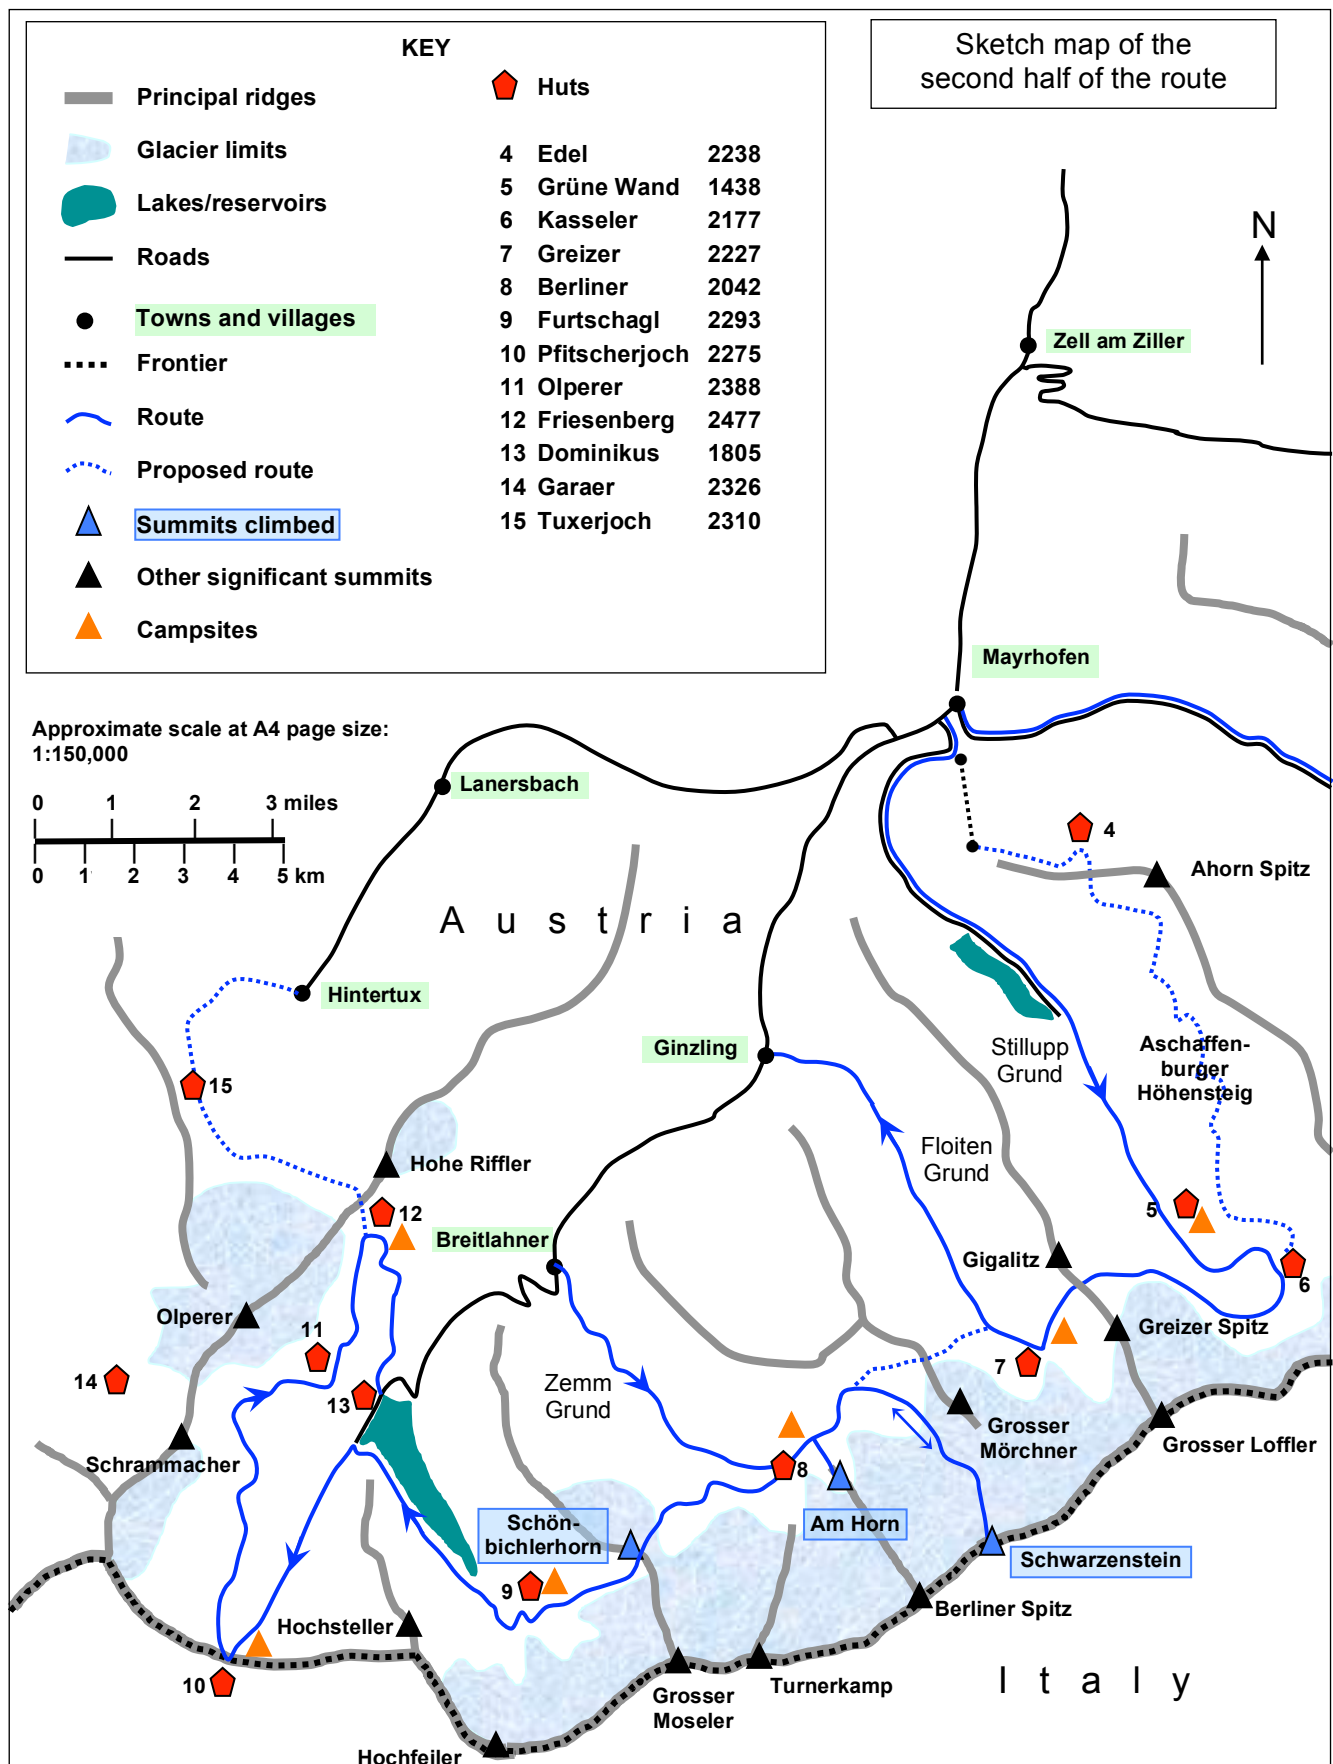 KEY
Principal ridges
Glacier limits
Lakes/reservoirs
Roads
Towns and villages
Frontier
Route
Proposed route
Summits climbed
Other significant summits
Campsites
Huts
4 Edel 2238
5 Grüne Wand 1438
6 Kasseler 2177
7 Greizer 2227
8 Berliner 2042
9 Furtschagl 2293
10 Pfitscherjoch 2275
11 Olperer 2388
12 Friesenberg 2477
13 Dominikus 1805
14 Garaer 2326
15 Tuxerjoch 2310
Sketch map of the
second half of the route
N
Zell am Ziller
Mayrhofen
Approximate scale at A4 page size:
1:150,000
0 1 2 3 miles
0 1 2 3 4 5 km
Lanersbach
4
Ahorn Spitz
Austria
Hintertux
Ginzling
Stillupp
Grund
Aschaffen-
burger
Höhensteig
15
Floiten
Grund
Hohe Riffler
12
5
Breitlahner
Gigalitz
6
Olperer
11
Greizer Spitz
14
13
7
Zemm
Grund
Grosser
Mörchner
Grosser Loffler
Schrammacher
8
Schön-
bichlerhorn
Am Horn
Schwarzenstein
9
Hochsteller
Berliner Spitz
10
Grosser
Moseler
Turnerkamp
Italy
Hochfeiler